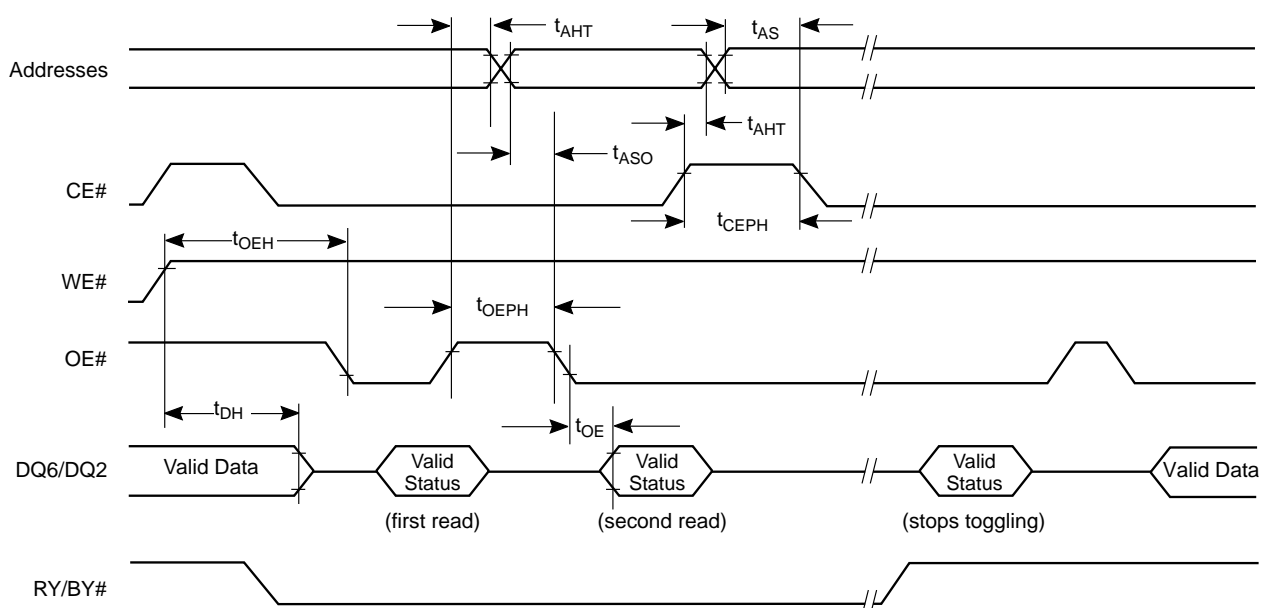 tAHT
tAS
Addresses
tAHT
tASO
CE#
tCEPH
tOEH
WE#
tOEPH
OE#
tDH
tOE
DQ6/DQ2
Valid Data
Valid
Status
Valid
Status
Valid
Status
Valid Data
(first read)
(second read)
(stops toggling)
RY/BY#